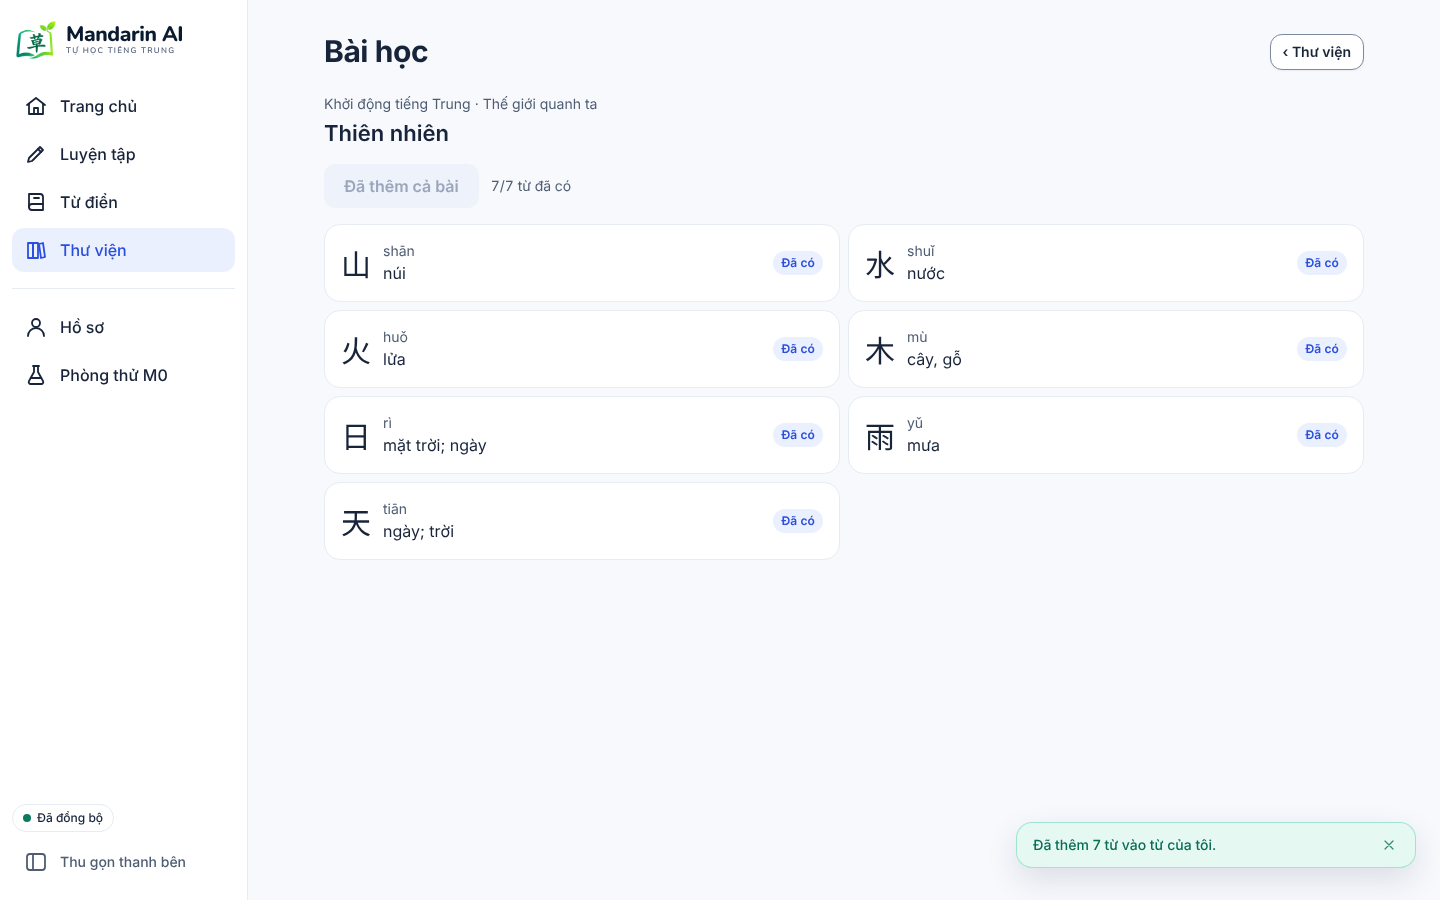 草
Mandarin AI
TỰ HỌC TIẾNG TRUNG
Trang chủ
Luyện tập
Từ điển
Thư viện
Hồ sơ
Phòng thử M0
Đã đồng bộ
Thu gọn thanh bên
Bài học
‹ Thư viện
Khởi động tiếng Trung · Thế giới quanh ta
Thiên nhiên
Đã thêm cả bài
7/7 từ đã có
山
shān
núi
Đã có
水
shuǐ
nước
Đã có
火
huǒ
lửa
Đã có
木
mù
cây, gỗ
Đã có
日
rì
mặt trời; ngày
Đã có
雨
yǔ
mưa
Đã có
天
tiān
ngày; trời
Đã có
Đã thêm 7 từ vào từ của tôi.